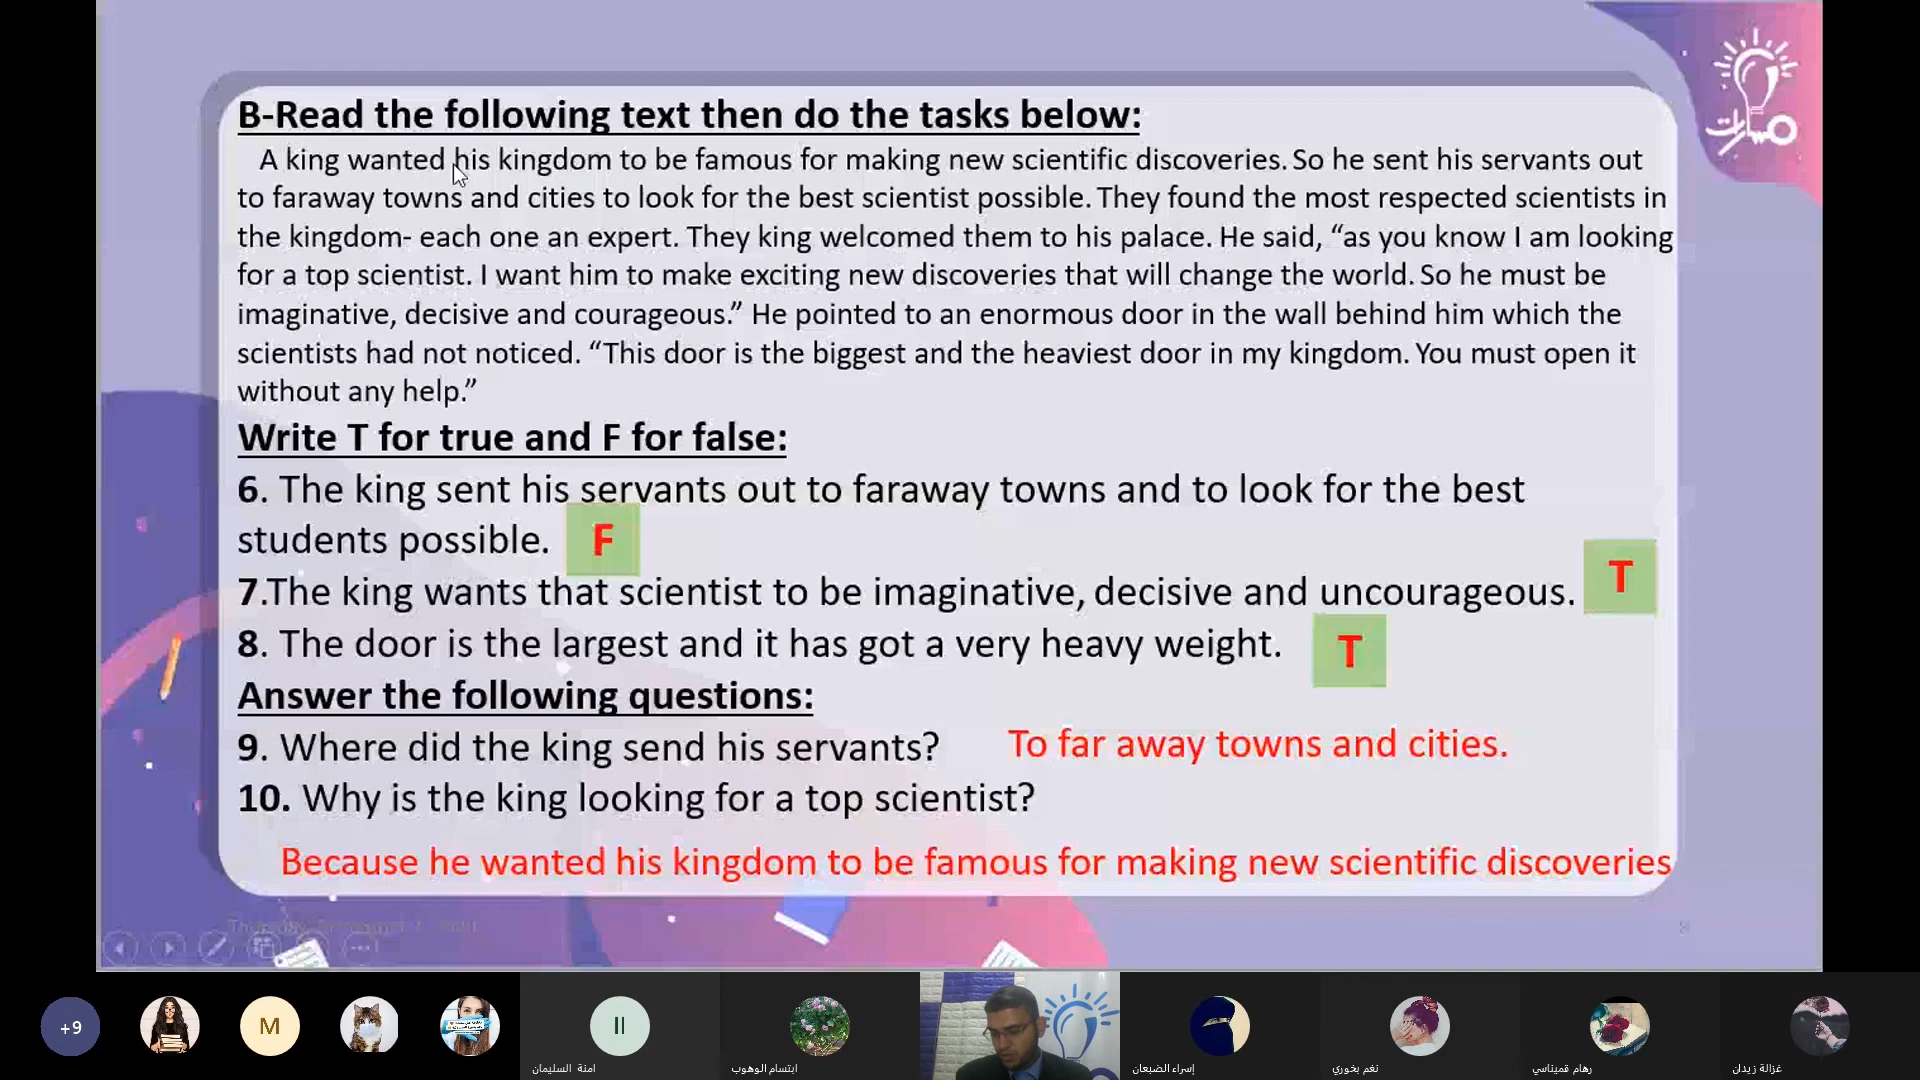 B-Read the following text then do the tasks below:
A king wanted his kingdom to be famous for making new scientific discoveries. So he sent his servants out
to faraway towns and cities to look for the best scientist possible. They found the most respected scientists in
the kingdom- each one an expert. They king welcomed them to his palace. He said, “as you know I am looking
for a top scientist. I want him to make exciting new discoveries that will change the world. So he must be
imaginative, decisive and courageous.” He pointed to an enormous door in the wall behind him which the
scientists had not noticed. “This door is the biggest and the heaviest door in my kingdom. You must open it
without any help.”
Write T for true and F for false:
6. The king sent his servants out to faraway towns and to look for the best
students possible. F
7.The king wants that scientist to be imaginative, decisive and uncourageous. T
8. The door is the largest and it has got a very heavy weight. T
Answer the following questions:
9. Where did the king send his servants? To far away towns and cities.
10. Why is the king looking for a top scientist?
Because he wanted his kingdom to be famous for making new scientific discoveries
مسارات
+9
M
II
امنة السليمان
ابتسام الوهوب
إسراء الضبعان
نغم بخوري
رهام قميناسي
غزالة زيدان